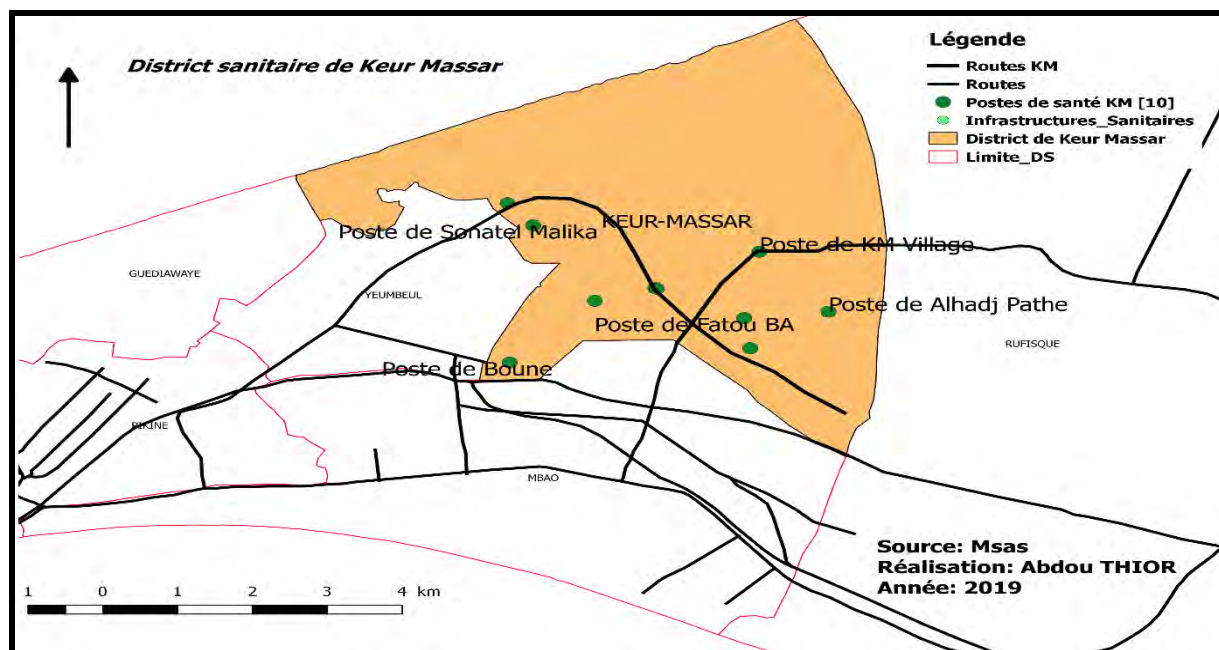 District sanitaire de Keur Massar
Légende
Routes KM
Routes
Postes de santé KM [10]
Infrastructures_Sanitaires
District de Keur Massar
Limite_DS
KEUR-MASSAR
Poste de Sonatel Malika
Poste de KM Village
GUEDIAWAYE
YEUMBEUL
Poste de Alhadj Pathe
Poste de Fatou BA
RUFISQUE
Poste de Boune
PIKINE
MBAO
Source: Msas
Réalisation: Abdou THIOR
Année: 2019
1 0 1 2 3 4 km